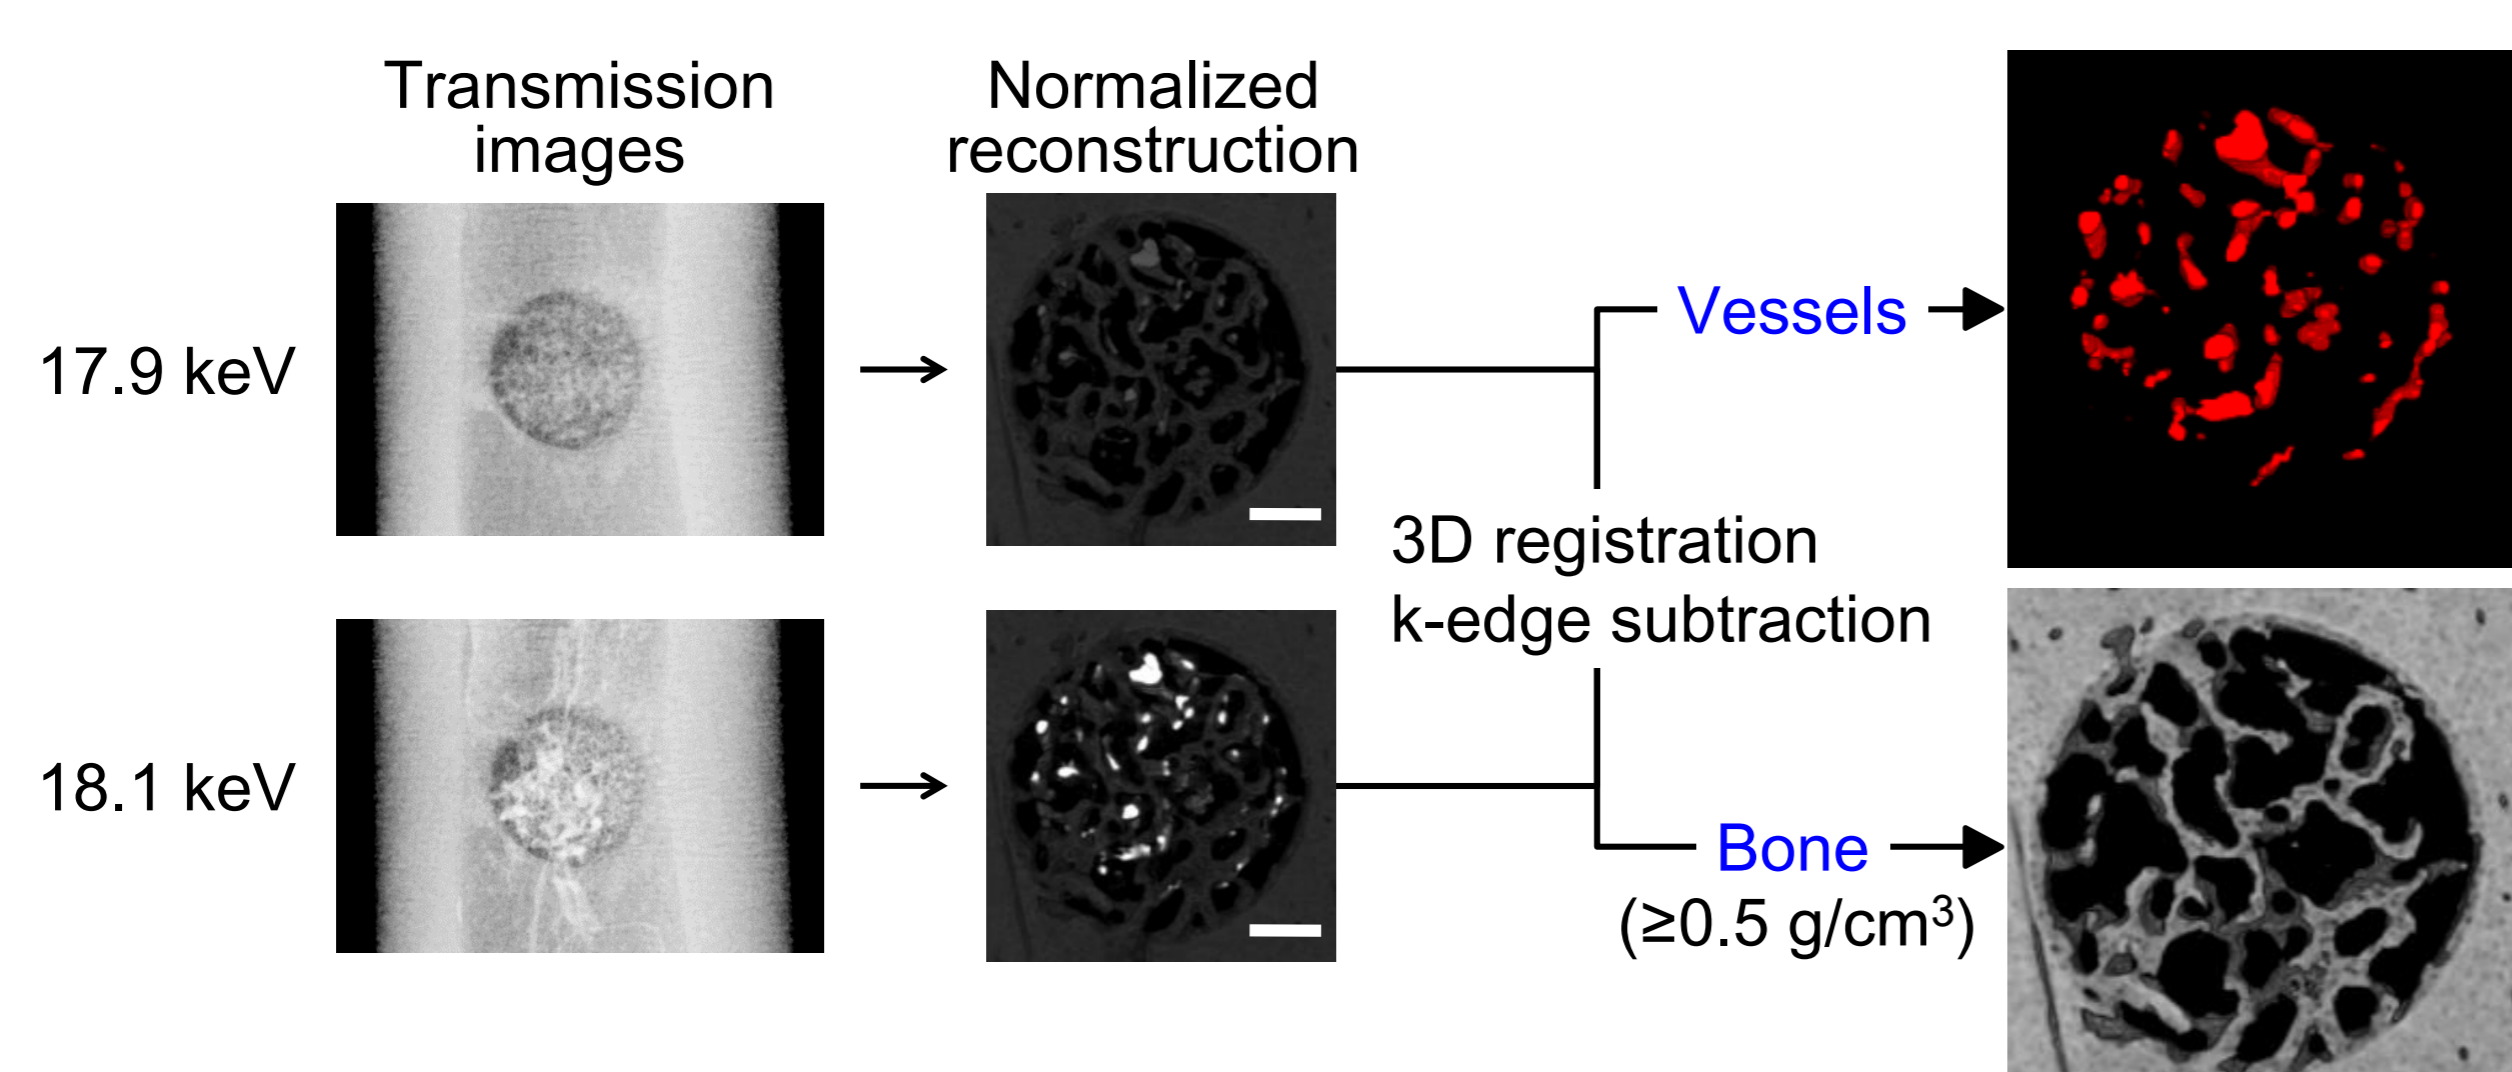 Transmission
images
Normalized
reconstruction
17.9 keV
Vessels
3D registration
k-edge subtraction
18.1 keV
Bone
(≥0.5 g/cm³)